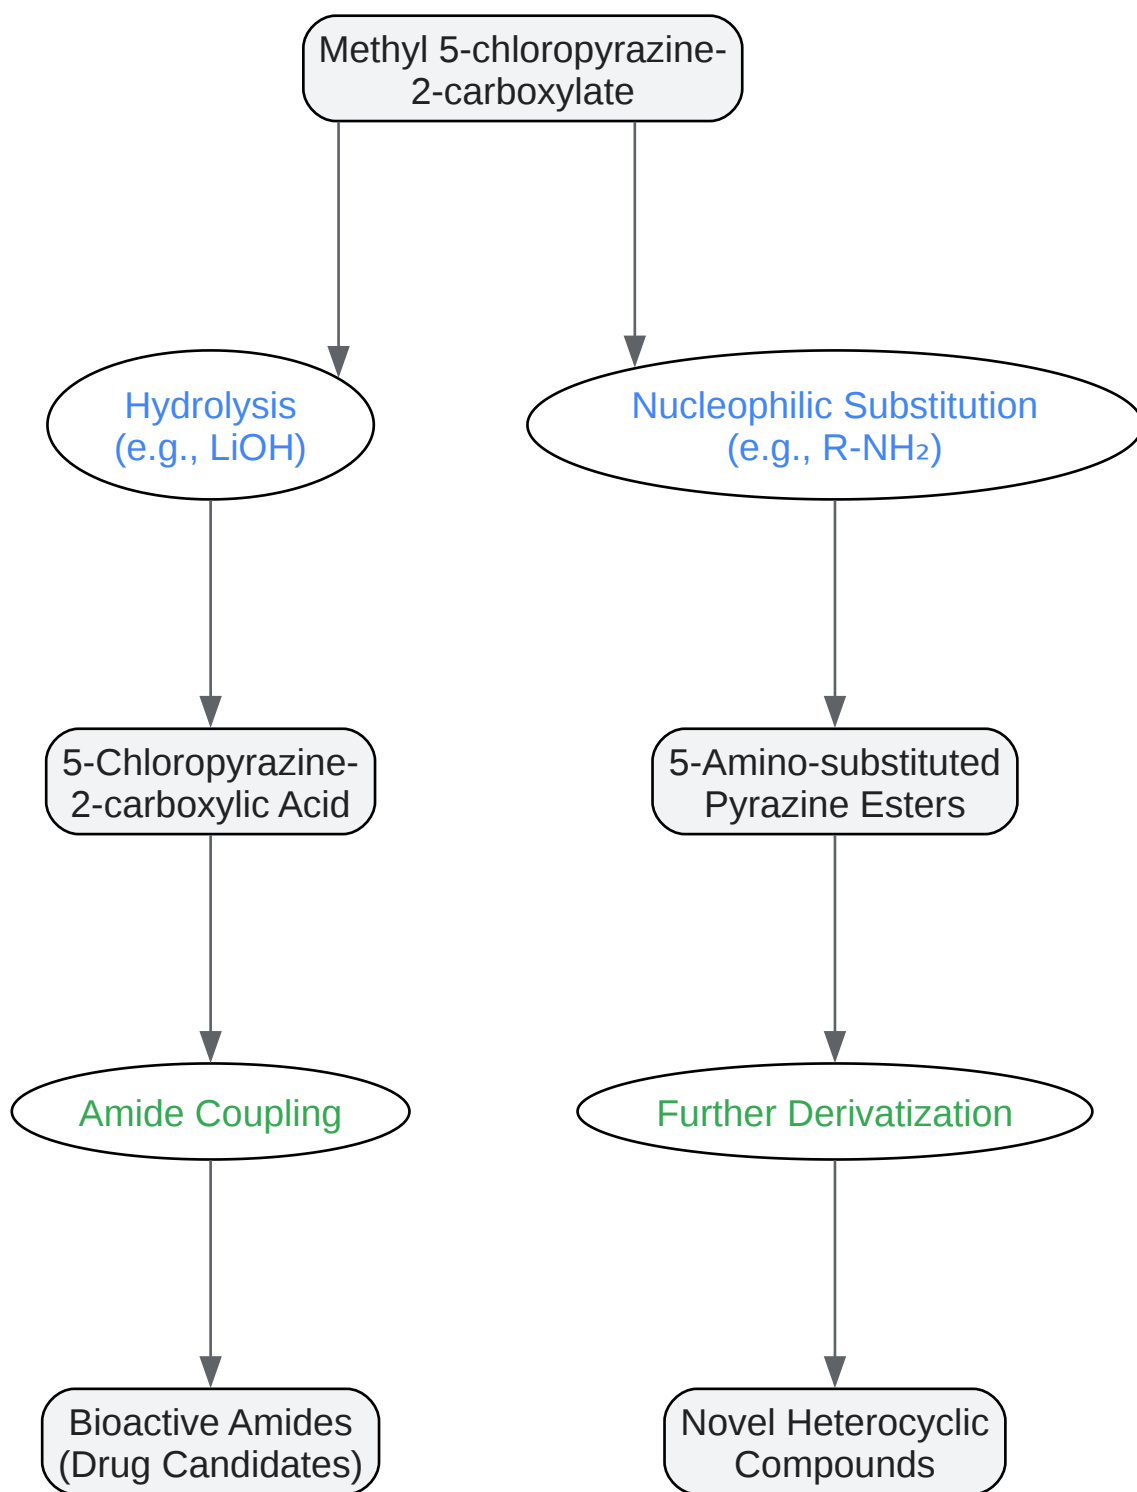 Methyl 5-chloropyrazine-
2-carboxylate
Hydrolysis
(e.g., LiOH)
Nucleophilic Substitution
(e.g., R-NH₂)
5-Chloropyrazine-
2-carboxylic Acid
5-Amino-substituted
Pyrazine Esters
Amide Coupling
Further Derivatization
Bioactive Amides
(Drug Candidates)
Novel Heterocyclic
Compounds